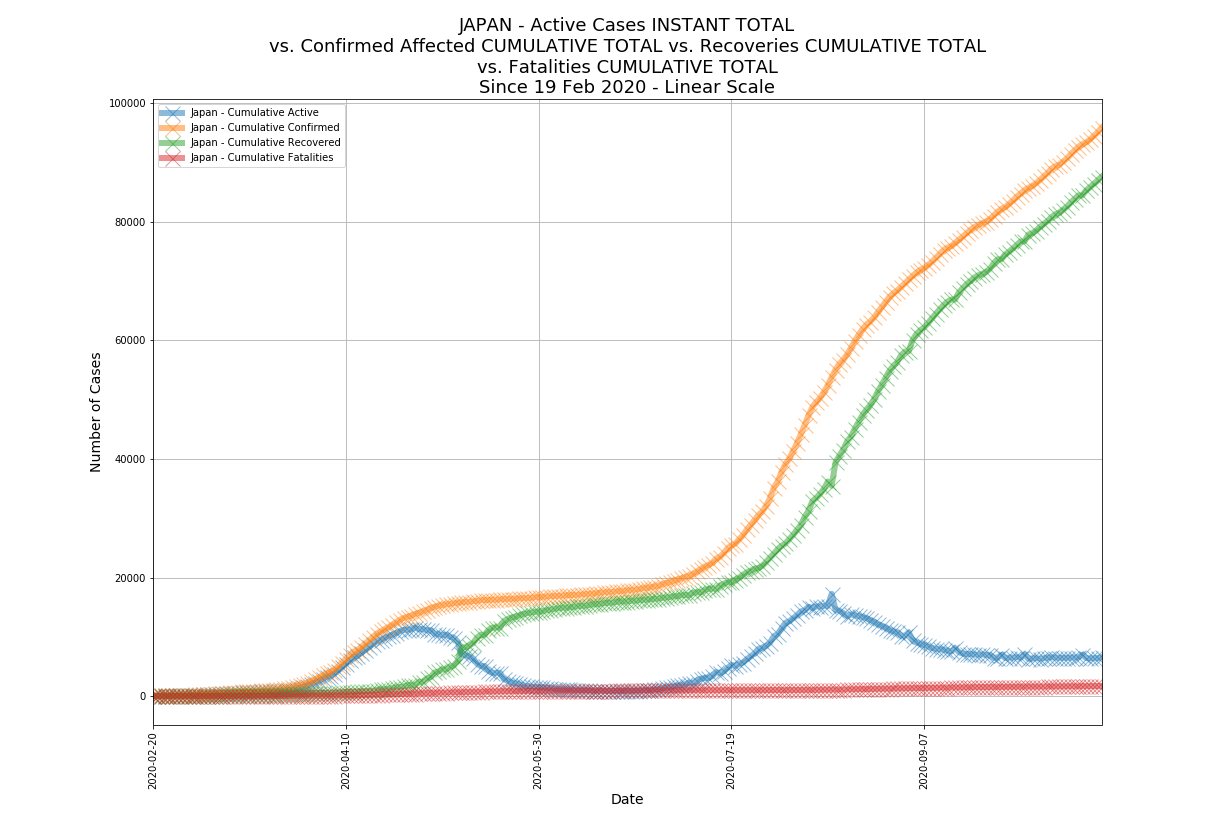 JAPAN - Active Cases INSTANT TOTAL
vs. Confirmed Affected CUMULATIVE TOTAL vs. Recoveries CUMULATIVE TOTAL
vs. Fatalities CUMULATIVE TOTAL
Since 19 Feb 2020 - Linear Scale
Japan - Cumulative Active
Japan - Cumulative Confirmed
Japan - Cumulative Recovered
Japan - Cumulative Fatalities
Number of Cases
100000
80000
60000
40000
20000
0
2020-02-20
2020-04-10
2020-05-30
2020-07-19
2020-09-07
Date